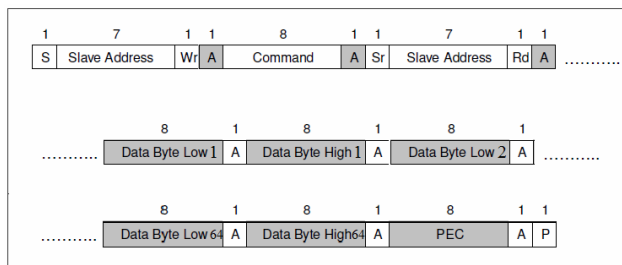 1 7 1 1 8 1 1 7 1 1
S Slave Address Wr A Command A Sr Slave Address Rd A ...........
8 1 8 1 8 1
........... Data Byte Low 1 A Data Byte High 1 A Data Byte Low 2 A ...........
8 1 8 1 8 1 1
........... Data Byte Low 64 A Data Byte High 64 A PEC A P